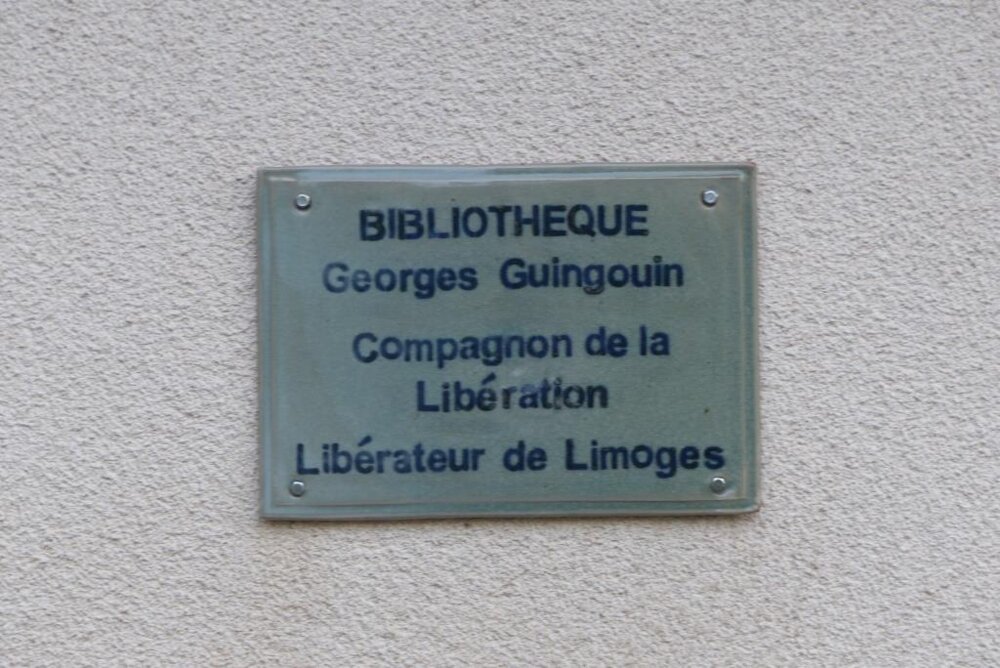 BIBLIOTHEQUE
Georges Guingouin
Compagnon de la
Libération
Libérateur de Limoges